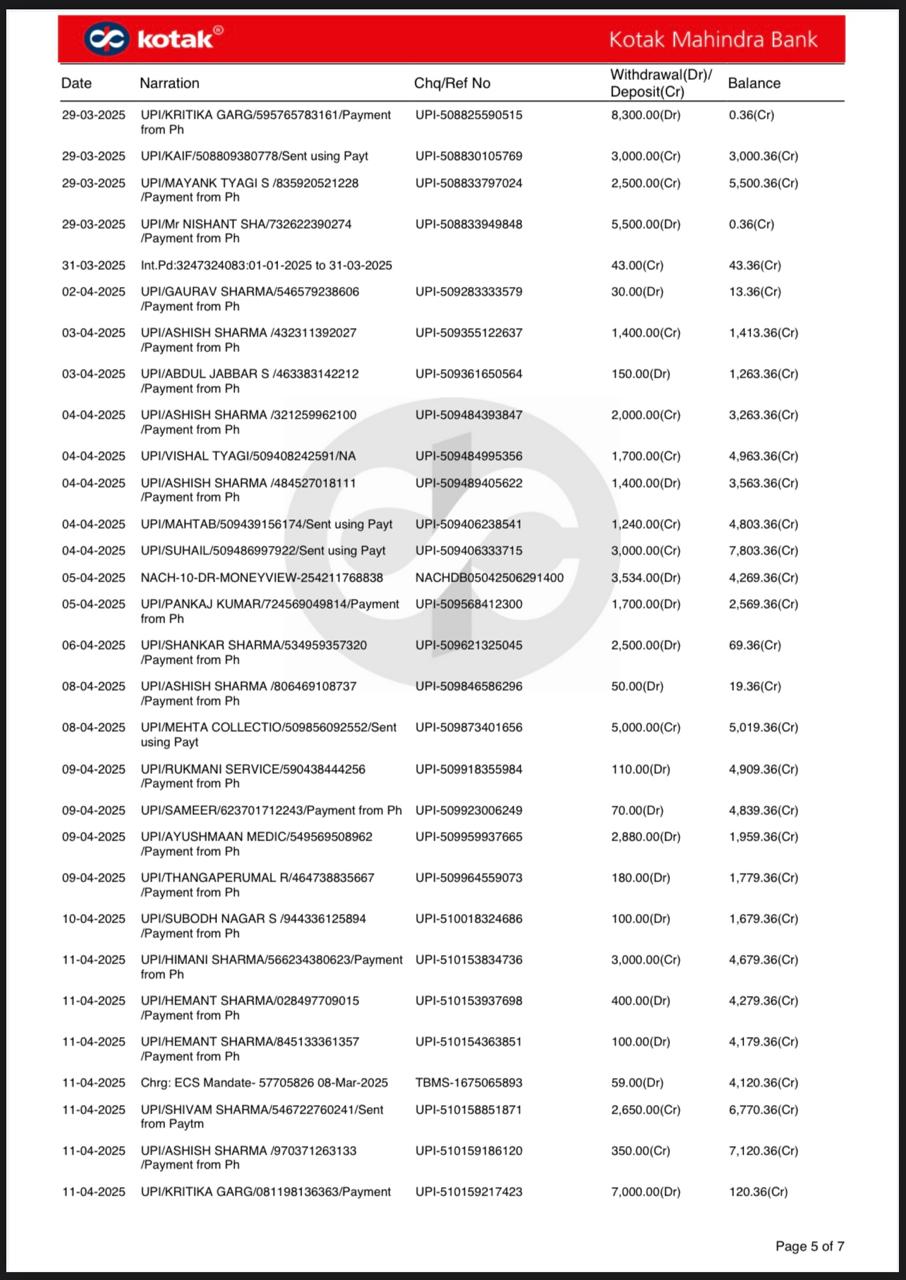 kotak®
Kotak Mahindra Bank
Date Narration Chq/Ref No Withdrawal(Dr)/ Balance
Deposit(Cr)
29-03-2025 UPI/KRITIKA GARG/595765783161/Payment UPI-508825590515 8,300.00(Dr) 0.36(Cr)
from Ph
29-03-2025 UPI/KAIF/508809380778/Sent using Payt UPI-508830105769 3,000.00(Cr) 3,000.36(Cr)
29-03-2025 UPI/MAYANK TYAGI S /835920521228 UPI-508833797024 2,500.00(Cr) 5,500.36(Cr)
/Payment from Ph
29-03-2025 UPI/Mr NISHANT SHA/732622390274 UPI-508833949848 5,500.00(Dr) 0.36(Cr)
/Payment from Ph
31-03-2025 Int.Pd:3247324083:01-01-2025 to 31-03-2025 43.00(Cr) 43.36(Cr)
02-04-2025 UPI/GAURAV SHARMA/546579238606 UPI-509283333579 30.00(Dr) 13.36(Cr)
/Payment from Ph
03-04-2025 UPI/ASHISH SHARMA /432311392027 UPI-509355122637 1,400.00(Cr) 1,413.36(Cr)
/Payment from Ph
03-04-2025 UPI/ABDUL JABBAR S /463383142212 UPI-509361650564 150.00(Dr) 1,263.36(Cr)
/Payment from Ph
04-04-2025 UPI/ASHISH SHARMA /321259962100 UPI-509484393847 2,000.00(Cr) 3,263.36(Cr)
/Payment from Ph
04-04-2025 UPI/VISHAL TYAGI/509408242591/NA UPI-509484995356 1,700.00(Cr) 4,963.36(Cr)
04-04-2025 UPI/ASHISH SHARMA /484527018111 UPI-509489405622 1,400.00(Dr) 3,563.36(Cr)
/Payment from Ph
04-04-2025 UPI/MAHTAB/509439156174/Sent using Payt UPI-509406238541 1,240.00(Cr) 4,803.36(Cr)
04-04-2025 UPI/SUHAIL/509486997922/Sent using Payt UPI-509406333715 3,000.00(Cr) 7,803.36(Cr)
05-04-2025 NACH-10-DR-MONEYVIEW-254211768838 NACHDB05042506291400 3,534.00(Dr) 4,269.36(Cr)
05-04-2025 UPI/PANKAJ KUMAR/724569049814/Payment UPI-509568412300 1,700.00(Dr) 2,569.36(Cr)
from Ph
06-04-2025 UPI/SHANKAR SHARMA/534959357320 UPI-509621325045 2,500.00(Dr) 69.36(Cr)
/Payment from Ph
08-04-2025 UPI/ASHISH SHARMA /806469108737 UPI-509846586296 50.00(Dr) 19.36(Cr)
/Payment from Ph
08-04-2025 UPI/MEHTA COLLECTIO/509856092552/Sent UPI-509873401656 5,000.00(Cr) 5,019.36(Cr)
using Payt
09-04-2025 UPI/RUKMANI SERVICE/590438444256 UPI-509918355984 110.00(Dr) 4,909.36(Cr)
/Payment from Ph
09-04-2025 UPI/SAMEER/623701712243/Payment from Ph UPI-509923006249 70.00(Dr) 4,839.36(Cr)
09-04-2025 UPI/AYUSHMAAN MEDIC/549569508962 UPI-509959937665 2,880.00(Dr) 1,959.36(Cr)
/Payment from Ph
09-04-2025 UPI/THANGAPERUMAL R/464738835667 UPI-509964559073 180.00(Dr) 1,779.36(Cr)
/Payment from Ph
10-04-2025 UPI/SUBODH NAGAR S /944336125894 UPI-510018324686 100.00(Dr) 1,679.36(Cr)
/Payment from Ph
11-04-2025 UPI/HIMANI SHARMA/566234380623/Payment UPI-510153834736 3,000.00(Cr) 4,679.36(Cr)
from Ph
11-04-2025 UPI/HEMANT SHARMA/028497709015 UPI-510153937698 400.00(Dr) 4,279.36(Cr)
/Payment from Ph
11-04-2025 UPI/HEMANT SHARMA/845133361357 UPI-510154363851 100.00(Dr) 4,179.36(Cr)
/Payment from Ph
11-04-2025 Chrg: ECS Mandate- 57705826 08-Mar-2025 TBMS-1675065893 59.00(Dr) 4,120.36(Cr)
11-04-2025 UPI/SHIVAM SHARMA/546722760241/Sent UPI-510158851871 2,650.00(Cr) 6,770.36(Cr)
from Paytm
11-04-2025 UPI/ASHISH SHARMA /970371263133 UPI-510159186120 350.00(Cr) 7,120.36(Cr)
/Payment from Ph
11-04-2025 UPI/KRITIKA GARG/081198136363/Payment UPI-510159217423 7,000.00(Dr) 120.36(Cr)
Page 5 of 7